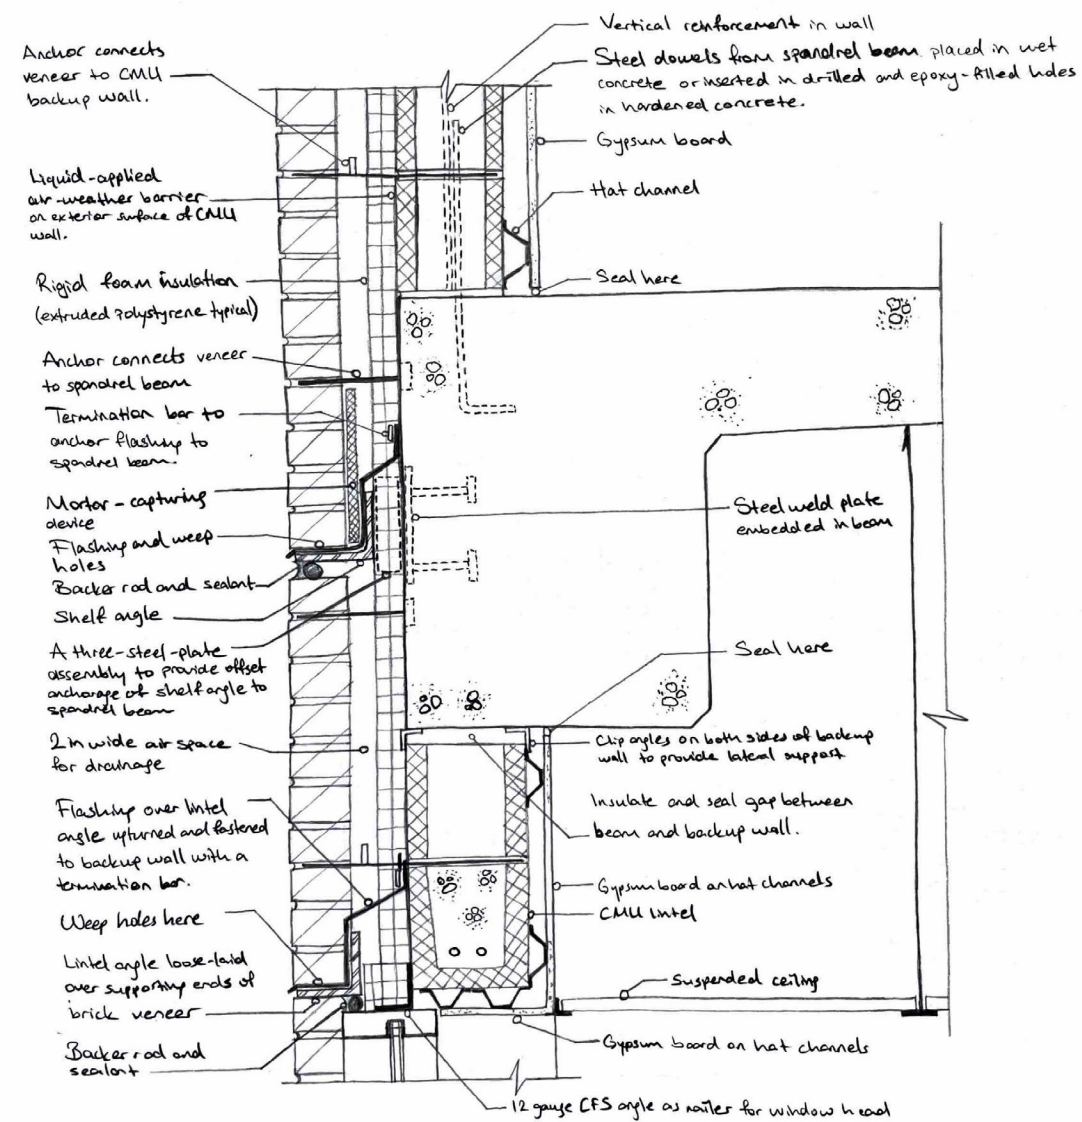 Anchor connects
veneer to CMU
backup wall.
Liquid-applied
air-weather barrier
on exterior surface of CMU
wall.
Rigid foam insulation
(extruded polystyrene typical)
Anchor connects veneer
to spandrel beam
Termination bar to
anchor flashing to
spandrel beam.
Mortar-capturing
device
Flashing and weep
holes
Backer rod and sealant
Shelf angle
A three-steel-plate
assembly to provide offset
anchorage of shelf angle to
spandrel beam
2in wide air space
for drainage
Flashing over lintel
angle upturned and fastened
to backup wall with a
termination bar.
Weep holes here
Lintel angle loose-laid
over supporting ends of
brick veneer
Backer rod and
sealant
Vertical reinforcement in wall
Steel dowels from spandrel beam placed in wet
concrete or inserted in drilled and epoxy-filled holes
in hardened concrete.
Gypsum board
Hat channel
Seal here
Steel weld plate
embedded in beam
Seal here
Clip angles on both sides of backup
wall to provide lateral support
Insulate and seal gap between
beam and backup wall.
Gypsum board on hat channels
CMU lintel
Suspended ceiling
Gypsum board on hat channels
12 gauge CFS angle as nailer for window head